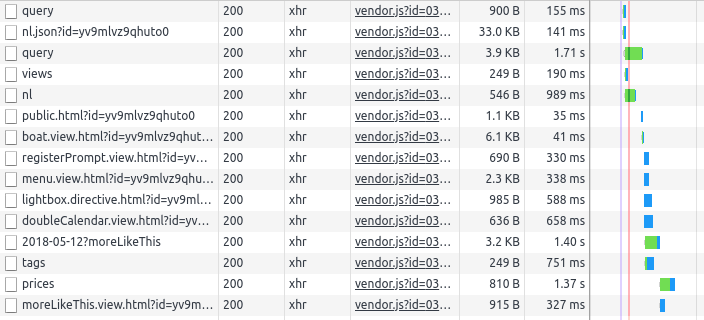 query 200 xhr vendor.js?id=03... 900 B 155 ms
nl.json?id=yv9mlvz9qhuto0 200 xhr vendor.js?id=03... 33.0 KB 141 ms
query 200 xhr vendor.js?id=03... 3.9 KB 1.71 s
views 200 xhr vendor.js?id=03... 249 B 190 ms
nl 200 xhr vendor.js?id=03... 546 B 989 ms
public.html?id=yv9mlvz9qhuto0 200 xhr vendor.js?id=03... 1.1 KB 35 ms
boat.view.html?id=yv9mlvz9qhut... 200 xhr vendor.js?id=03... 6.1 KB 41 ms
registerPrompt.view.html?id=yv... 200 xhr vendor.js?id=03... 690 B 330 ms
menu.view.html?id=yv9mlvz9qhu... 200 xhr vendor.js?id=03... 2.3 KB 338 ms
lightbox.directive.html?id=yv9ml... 200 xhr vendor.js?id=03... 985 B 588 ms
doubleCalendar.view.html?id=yv... 200 xhr vendor.js?id=03... 636 B 658 ms
2018-05-12?moreLikeThis 200 xhr vendor.js?id=03... 3.2 KB 1.40 s
tags 200 xhr vendor.js?id=03... 249 B 751 ms
prices 200 xhr vendor.js?id=03... 810 B 1.37 s
moreLikeThis.view.html?id=yv9m... 200 xhr vendor.js?id=03... 915 B 327 ms